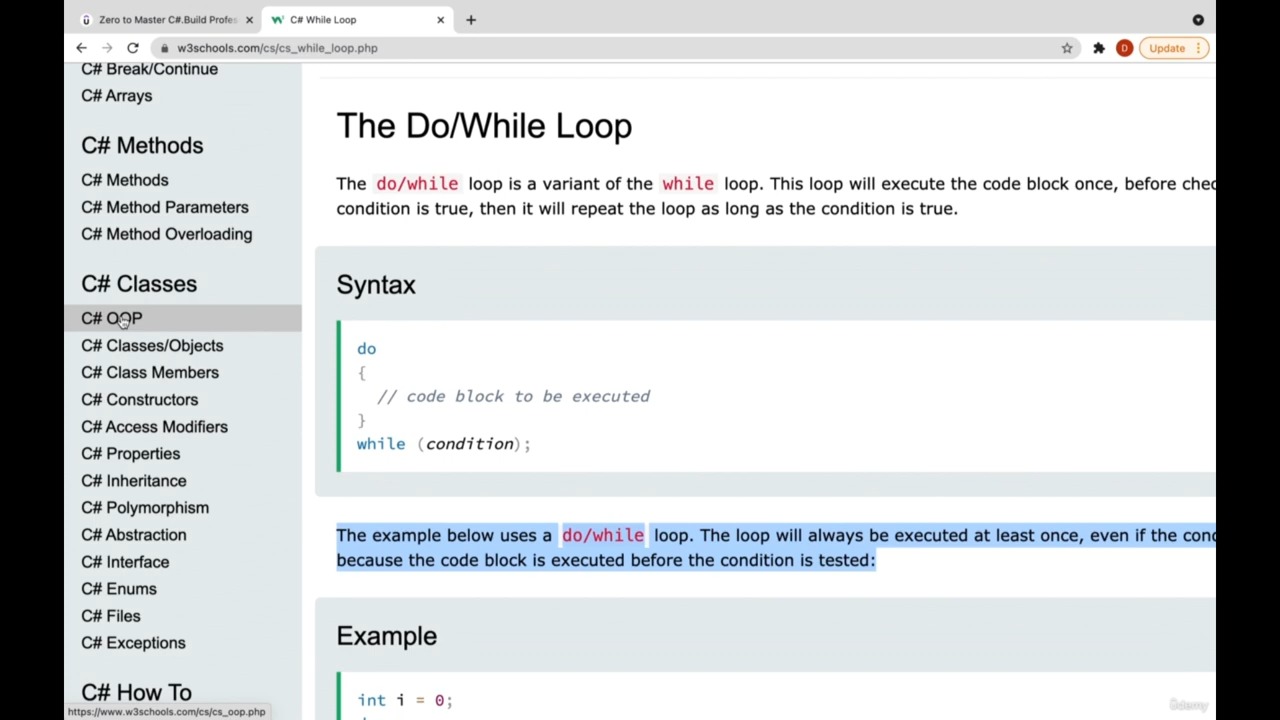 Zero to Master C#.Build Profes
C# While Loop
w3schools.com/cs/cs_while_loop.php
D
Update
C# Break/Continue
C# Arrays
C# Methods
C# Methods
C# Method Parameters
C# Method Overloading
C# Classes
C# OOP
C# Classes/Objects
C# Class Members
C# Constructors
C# Access Modifiers
C# Properties
C# Inheritance
C# Polymorphism
C# Abstraction
C# Interface
C# Enums
C# Files
C# Exceptions
C# How To
https://www.w3schools.com/cs/cs_oop.php
The Do/While Loop
The do/while loop is a variant of the while loop. This loop will execute the code block once, before chec
condition is true, then it will repeat the loop as long as the condition is true.
Syntax
do
{
// code block to be executed
}
while (condition);
The example below uses a do/while loop. The loop will always be executed at least once, even if the cond
because the code block is executed before the condition is tested:
Example
int i = 0;
Udemy